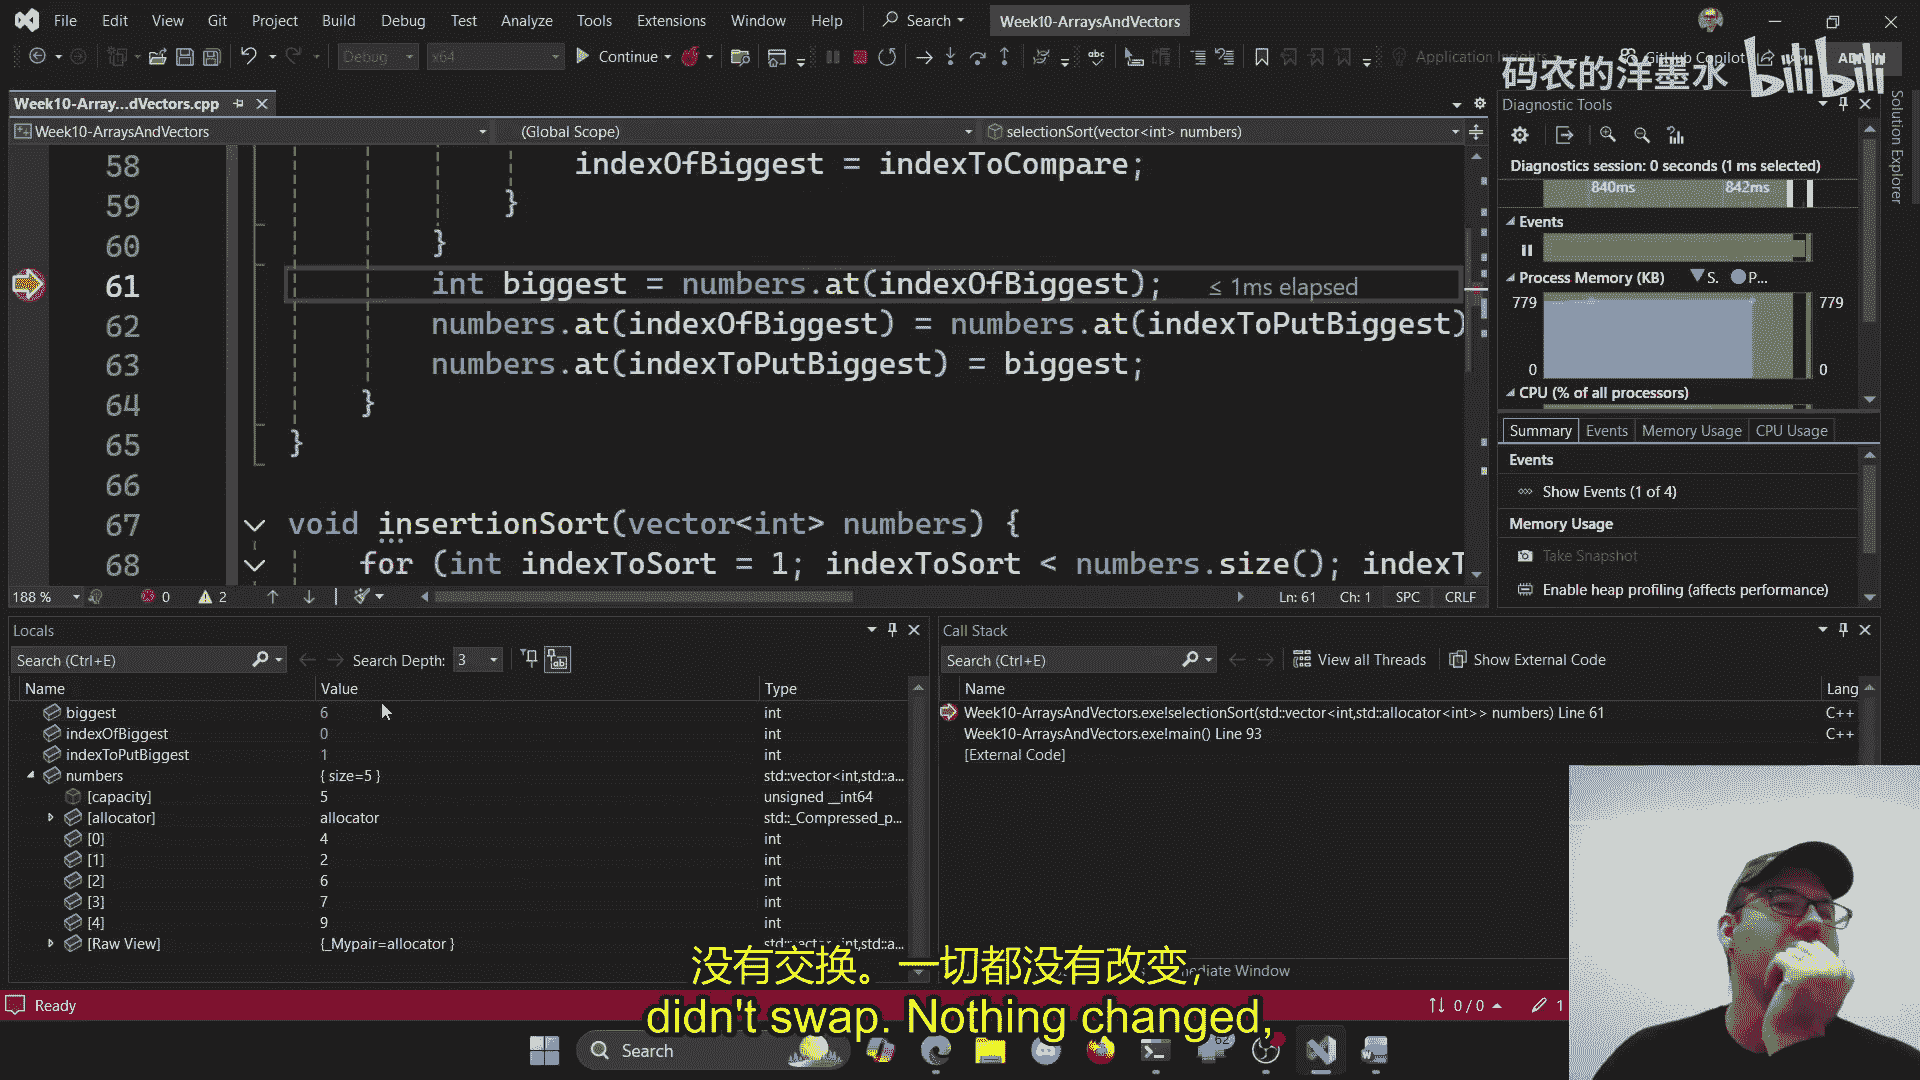 File Edit View Git Project Build Debug Test Analyze Tools Extensions Window Help Search Week10-ArraysAndVectors
Debug x64 Continue Application Insights GitHub Copilot ADMIN
码衣的洋墨水 bilibili
Week10-Array...dVectors.cpp
Week10-ArraysAndVectors (Global Scope) selectionSort(vector<int> numbers)
58 indexOfBiggest = indexToCompare;
59 }
60 }
61 int biggest = numbers.at(indexOfBiggest); ≤ 1ms elapsed
62 numbers.at(indexOfBiggest) = numbers.at(indexToPutBiggest)
63 numbers.at(indexToPutBiggest) = biggest;
64 }
65 }
66
67 void insertionSort(vector<int> numbers) {
68 for (int indexToSort = 1; indexToSort < numbers.size(); indexT
188 % 0 2 Ln: 61 Ch: 1 SPC CRLF
Diagnostic Tools
Diagnostics session: 0 seconds (1 ms selected)
840ms 842ms
Events
Process Memory (KB) S. P...
779 779
0 0
CPU (% of all processors)
Summary Events Memory Usage CPU Usage
Events
Show Events (1 of 4)
Memory Usage
Take Snapshot
Enable heap profiling (affects performance)
Solution Explorer
Locals
Search (Ctrl+E) Search Depth: 3
Name Value Type
biggest 6 int
indexOfBiggest 0 int
indexToPutBiggest 1 int
numbers { size=5 } std::vector<int,std::a...
[capacity] 5 unsigned __int64
[allocator] allocator std::_Compressed_p...
[0] 4 int
[1] 2 int
[2] 6 int
[3] 7 int
[4] 9 int
[Raw View] {_Mypair=allocator }
Call Stack
Search (Ctrl+E) View all Threads Show External Code
Name Lang
Week10-ArraysAndVectors.exe!selectionSort(std::vector<int,std::allocator<int>> numbers) Line 61 C++
Week10-ArraysAndVectors.exe!main() Line 93 C++
[External Code]
Window
没有交换。一切都没有改变，
didn't swap. Nothing changed,
Ready 0 / 0 1
Search